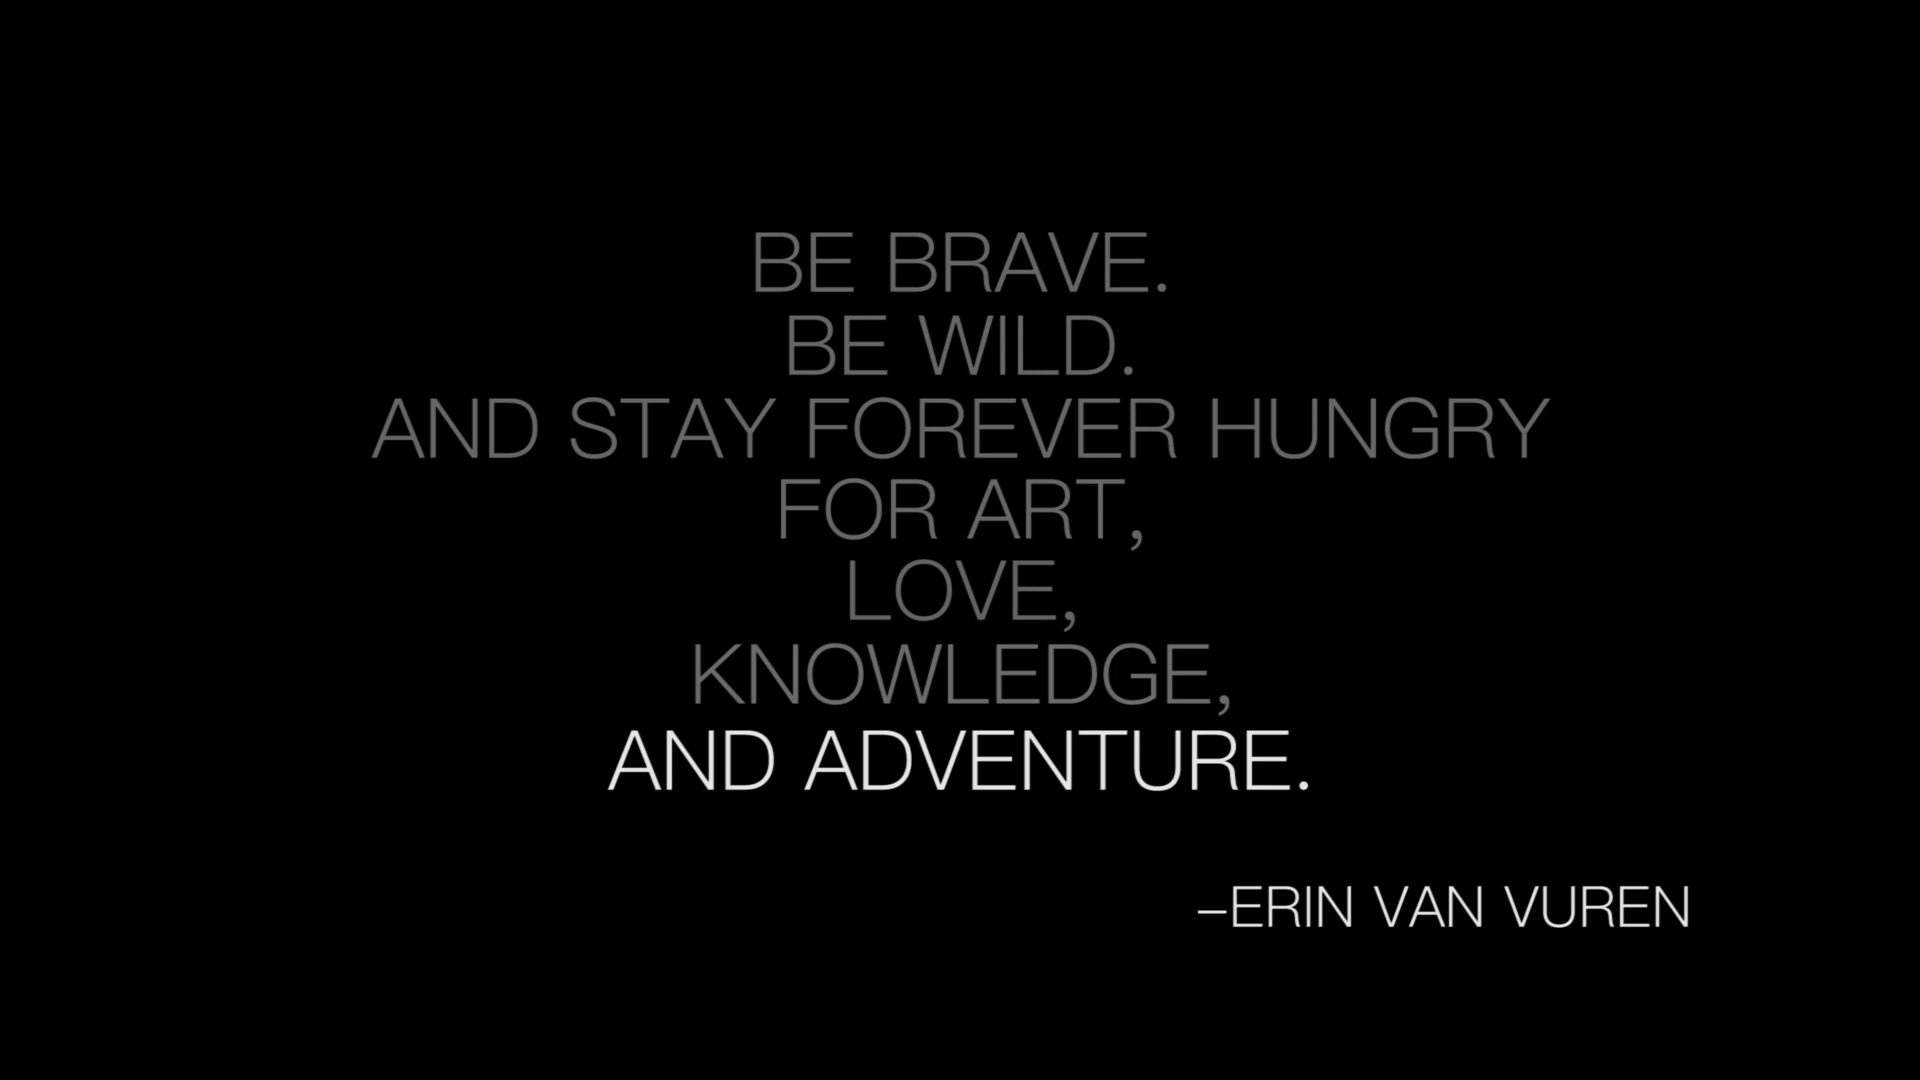 BE BRAVE.
BE WILD.
AND STAY FOREVER HUNGRY
FOR ART,
LOVE,
KNOWLEDGE,
AND ADVENTURE.
–ERIN VAN VUREN